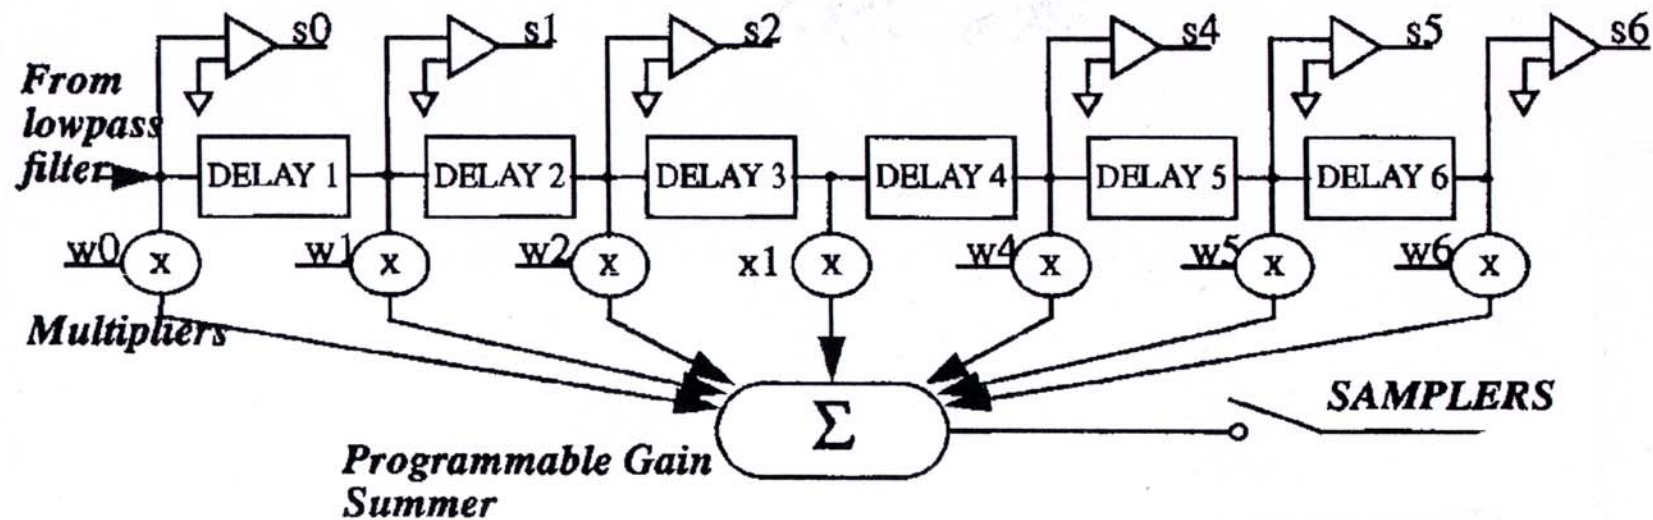 s0 s1 s2 s4 s5 s6
From
lowpass
filter
DELAY 1 DELAY 2 DELAY 3 DELAY 4 DELAY 5 DELAY 6
w0 x w1 x w2 x x1 x w4 x w5 x w6 x
Multipliers
Σ
SAMPLERS
Programmable Gain
Summer